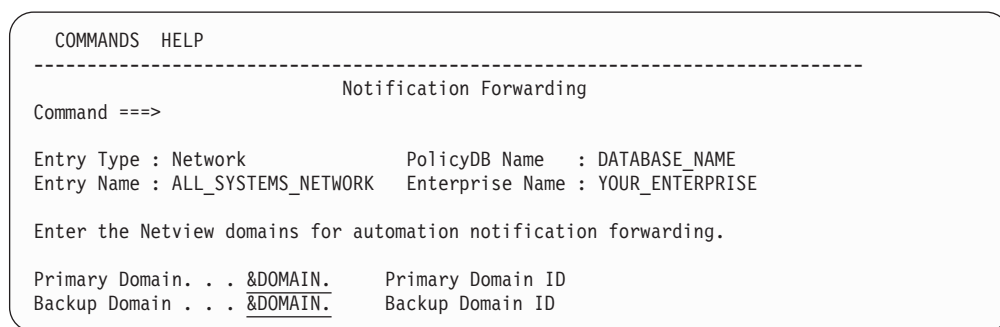 COMMANDS HELP
-------------------------------------------------------------------------------
Notification Forwarding
Command ===>
Entry Type : Network PolicyDB Name : DATABASE_NAME
Entry Name : ALL_SYSTEMS_NETWORK Enterprise Name : YOUR_ENTERPRISE
Enter the Netview domains for automation notification forwarding.
Primary Domain. . . &DOMAIN. Primary Domain ID
Backup Domain . . . &DOMAIN. Backup Domain ID